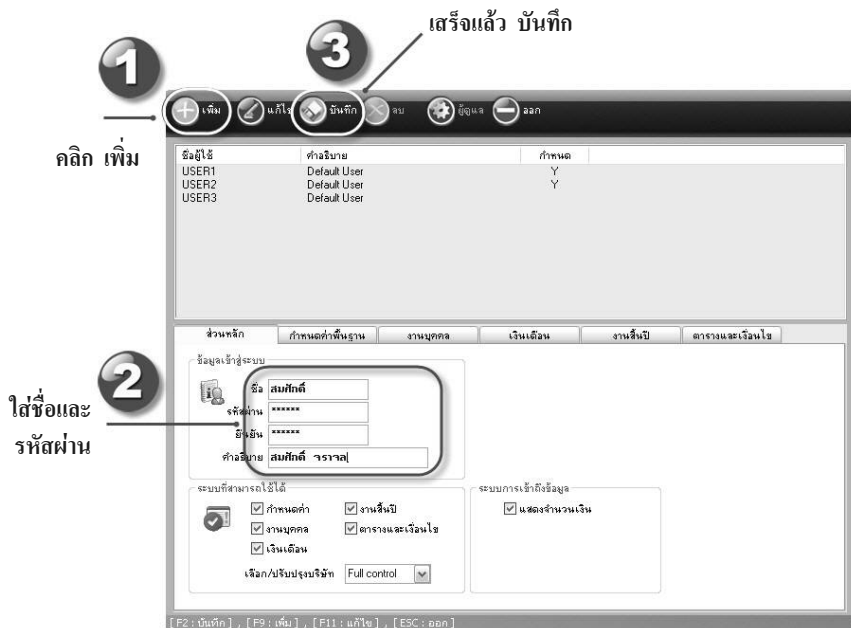 เสร็จแล้ว บันทึก
3
1
เพิ่ม แก้ไข บันทึก ลบ ผู้ดูแล ออก
คลิก เพิ่ม
ชื่อผู้ใช้ คำอธิบาย กำหนด
USER1 Default User Y
USER2 Default User Y
USER3 Default User
ส่วนหลัก กำหนดค่าพื้นฐาน งานบุคคล เงินเดือน งานสิ้นปี ตารางและเงื่อนไข
ข้อมูลเข้าสู่ระบบ
2
ชื่อ สมศักดิ์
ใส่ชื่อและ
รหัสผ่าน
รหัสผ่าน ******
ยืนยัน ******
คำอธิบาย สมศักดิ์ วราวล
ระบบที่สามารถใช้ได้
กำหนดค่า งานสิ้นปี
งานบุคคล ตารางและเงื่อนไข
เงินเดือน
เลือก/ปรับปรุงบริษัท Full control
ระบบการเข้าถึงข้อมูล
แสดงจำนวนเงิน
[ F2 : บันทึก ] , [ F9 : เพิ่ม ] , [ F11 : แก้ไข ] , [ ESC : ออก ]